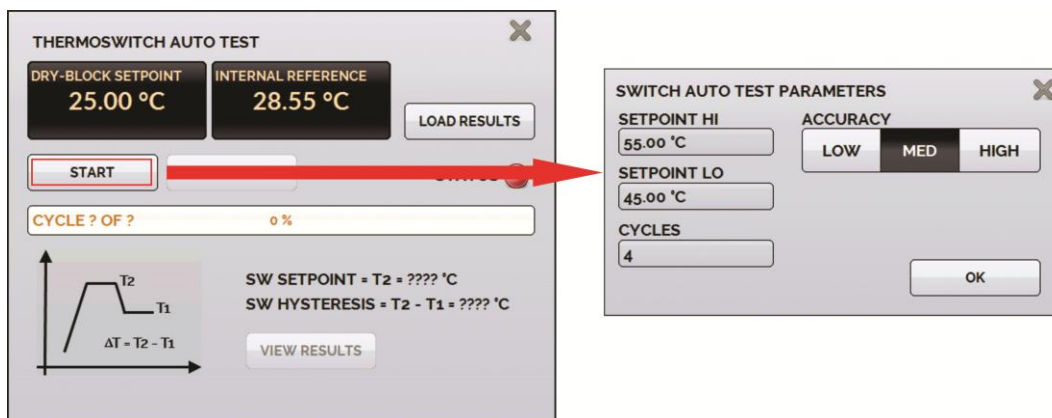 THERMOSWITCH AUTO TEST
DRY-BLOCK SETPOINT
25.00 °C
INTERNAL REFERENCE
28.55 °C
LOAD RESULTS
START
CYCLE ? OF ?
0 %
T2
T1
ΔT = T2 - T1
SW SETPOINT = T2 = ???? °C
SW HYSTERESIS = T2 - T1 = ???? °C
VIEW RESULTS
SWITCH AUTO TEST PARAMETERS
SETPOINT HI
55.00 °C
SETPOINT LO
45.00 °C
CYCLES
4
ACCURACY
LOW
MED
HIGH
OK